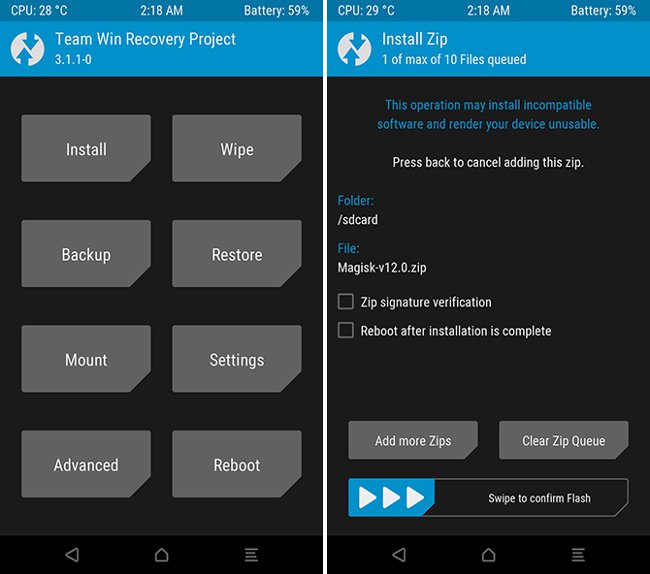 CPU: 28 °C 2:18 AM Battery: 59%
Team Win Recovery Project
3.1.1-0
Install Wipe
Backup Restore
Mount Settings
Advanced Reboot
CPU: 29 °C 2:18 AM Battery: 59%
Install Zip
1 of max of 10 Files queued
This operation may install incompatible
software and render your device unusable.
Press back to cancel adding this zip.
Folder:
/sdcard
File:
Magisk-v12.0.zip
Zip signature verification
Reboot after installation is complete
Add more Zips Clear Zip Queue
Swipe to confirm Flash